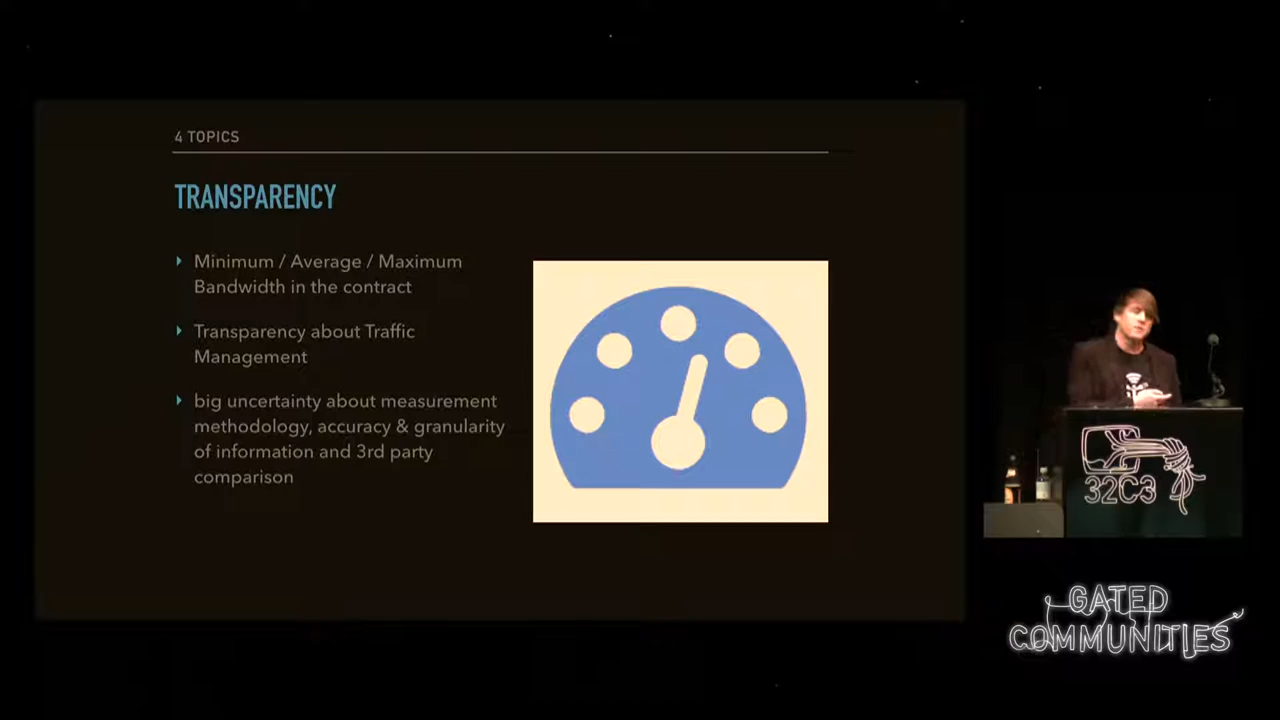 4 TOPICS
TRANSPARENCY
Minimum / Average / Maximum
Bandwidth in the contract
Transparency about Traffic
Management
big uncertainty about measurement
methodology, accuracy & granularity
of information and 3rd party
comparison
32C3
GATED
COMMUNITIES